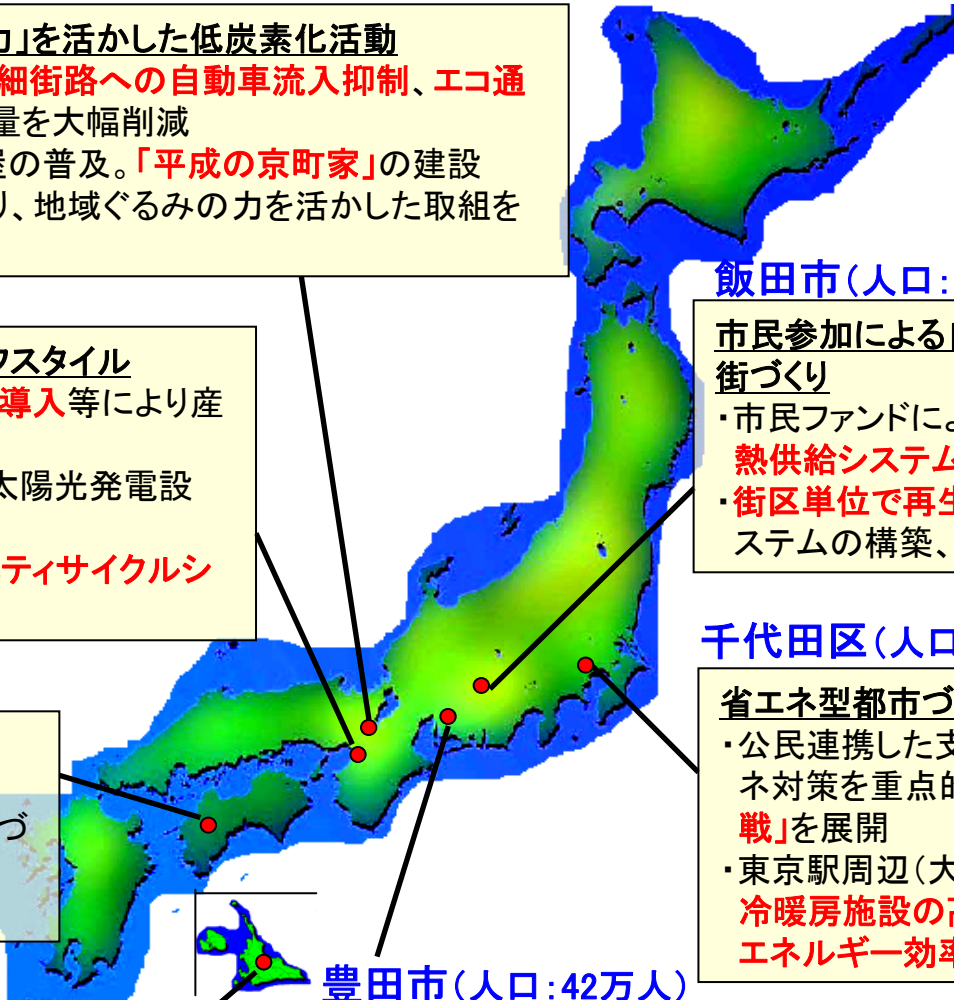 力」を活かした低炭素化活動
細街路への自動車流入抑制、エコ通
量を大幅削減
屋の普及。「平成の京町家」の建設
り、地域ぐるみの力を活かした取組を
飯田市(人口:
市民参加による
街づくり
・市民ファンドによ
熱供給システム
・街区単位で再生
ステムの構築、
フスタイル
導入等により産
太陽光発電設
ティサイクルシ
千代田区(人口
省エネ型都市づ
・公民連携した支
ネ対策を重点的
戦」を展開
・東京駅周辺(大
冷暖房施設の高
エネルギー効率
づ
豊田市(人口:42万人)